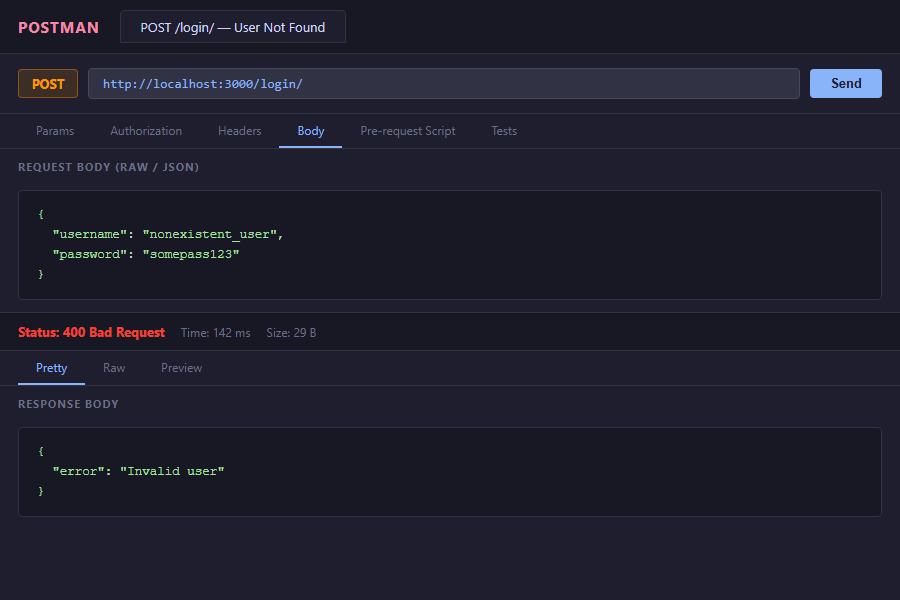 POSTMAN
POST /login/ — User Not Found
POST
http://localhost:3000/login/
Send
Params
Authorization
Headers
Body
Pre-request Script
Tests
REQUEST BODY (RAW / JSON)
{
"username": "nonexistent_user",
"password": "somepass123"
}
Status: 400 Bad Request
Time: 142 ms
Size: 29 B
Pretty
Raw
Preview
RESPONSE BODY
{
"error": "Invalid user"
}